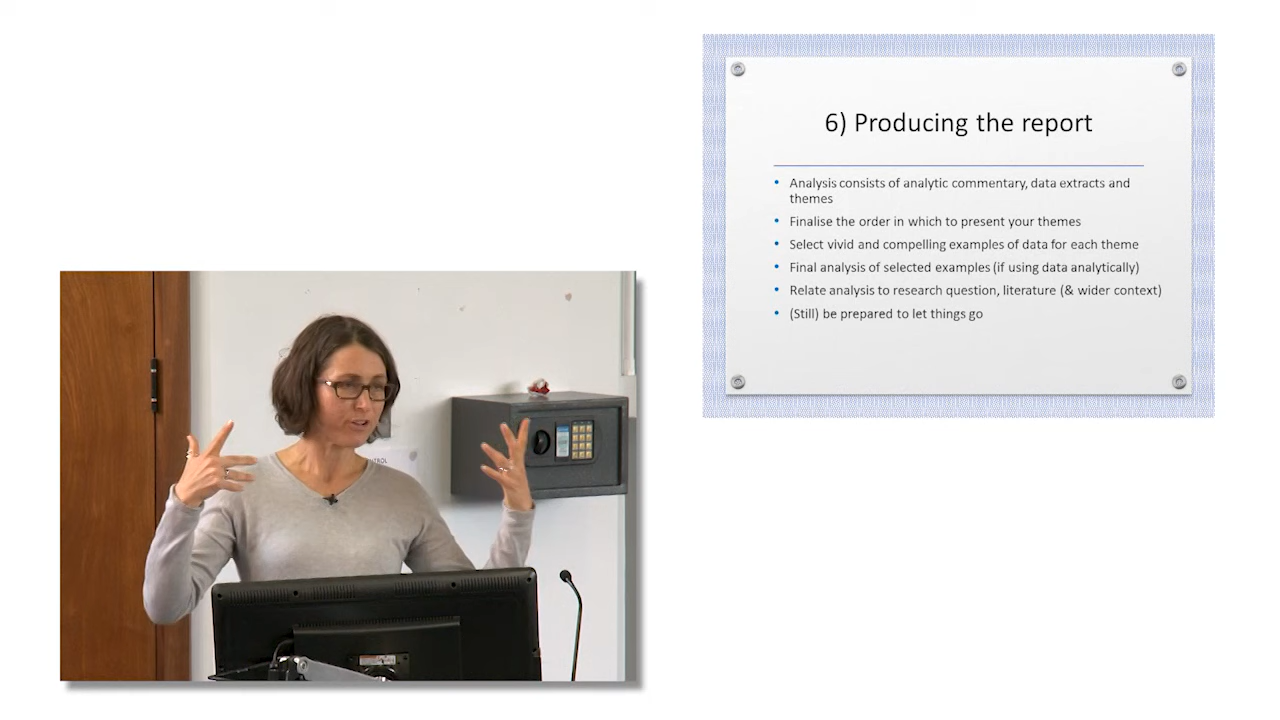 6) Producing the report
• Analysis consists of analytic commentary, data extracts and
themes
• Finalise the order in which to present your themes
• Select vivid and compelling examples of data for each theme
• Final analysis of selected examples (if using data analytically)
• Relate analysis to research question, literature (& wider context)
• (Still) be prepared to let things go